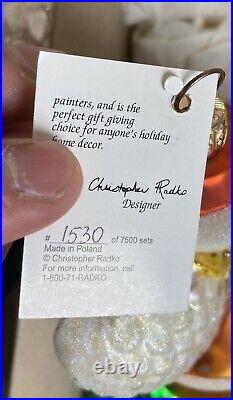 painters, and is the
perfect gift giving
choice for anyone's holiday
home decor.
Christopher Radko
Designer
# 1530 of 7500 sets
Made in Poland
© Christopher Radko
For more information, call
1-800-71-RADKO